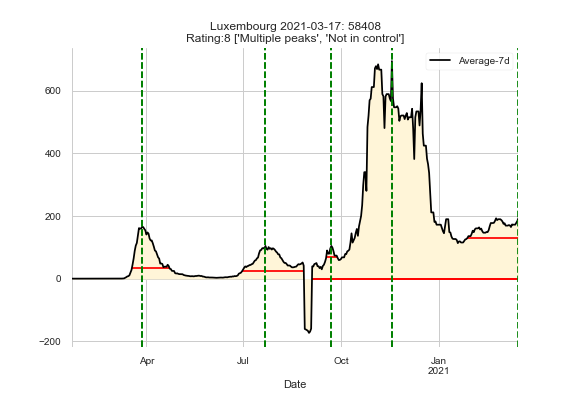 Luxembourg 2021-03-17: 58408
Rating:8 ['Multiple peaks', 'Not in control']
Average-7d
600
400
200
0
−200
Apr
Jul
Oct
Jan
2021
Date